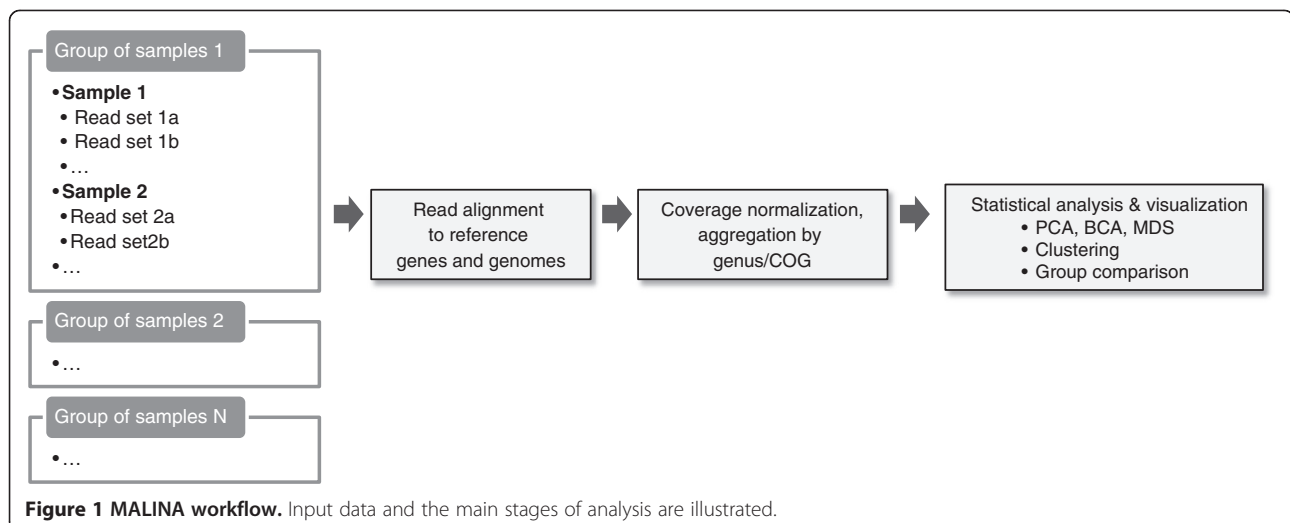 Group of samples 1
•Sample 1
• Read set 1a
• Read set 1b
•…
•Sample 2
•Read set 2a
•Read set2b
•…
Group of samples 2
•…
Group of samples N
•…
Read alignment
to reference
genes and genomes
Coverage normalization,
aggregation by
genus/COG
Statistical analysis & visualization
• PCA, BCA, MDS
• Clustering
• Group comparison
Figure 1 MALINA workflow. Input data and the main stages of analysis are illustrated.